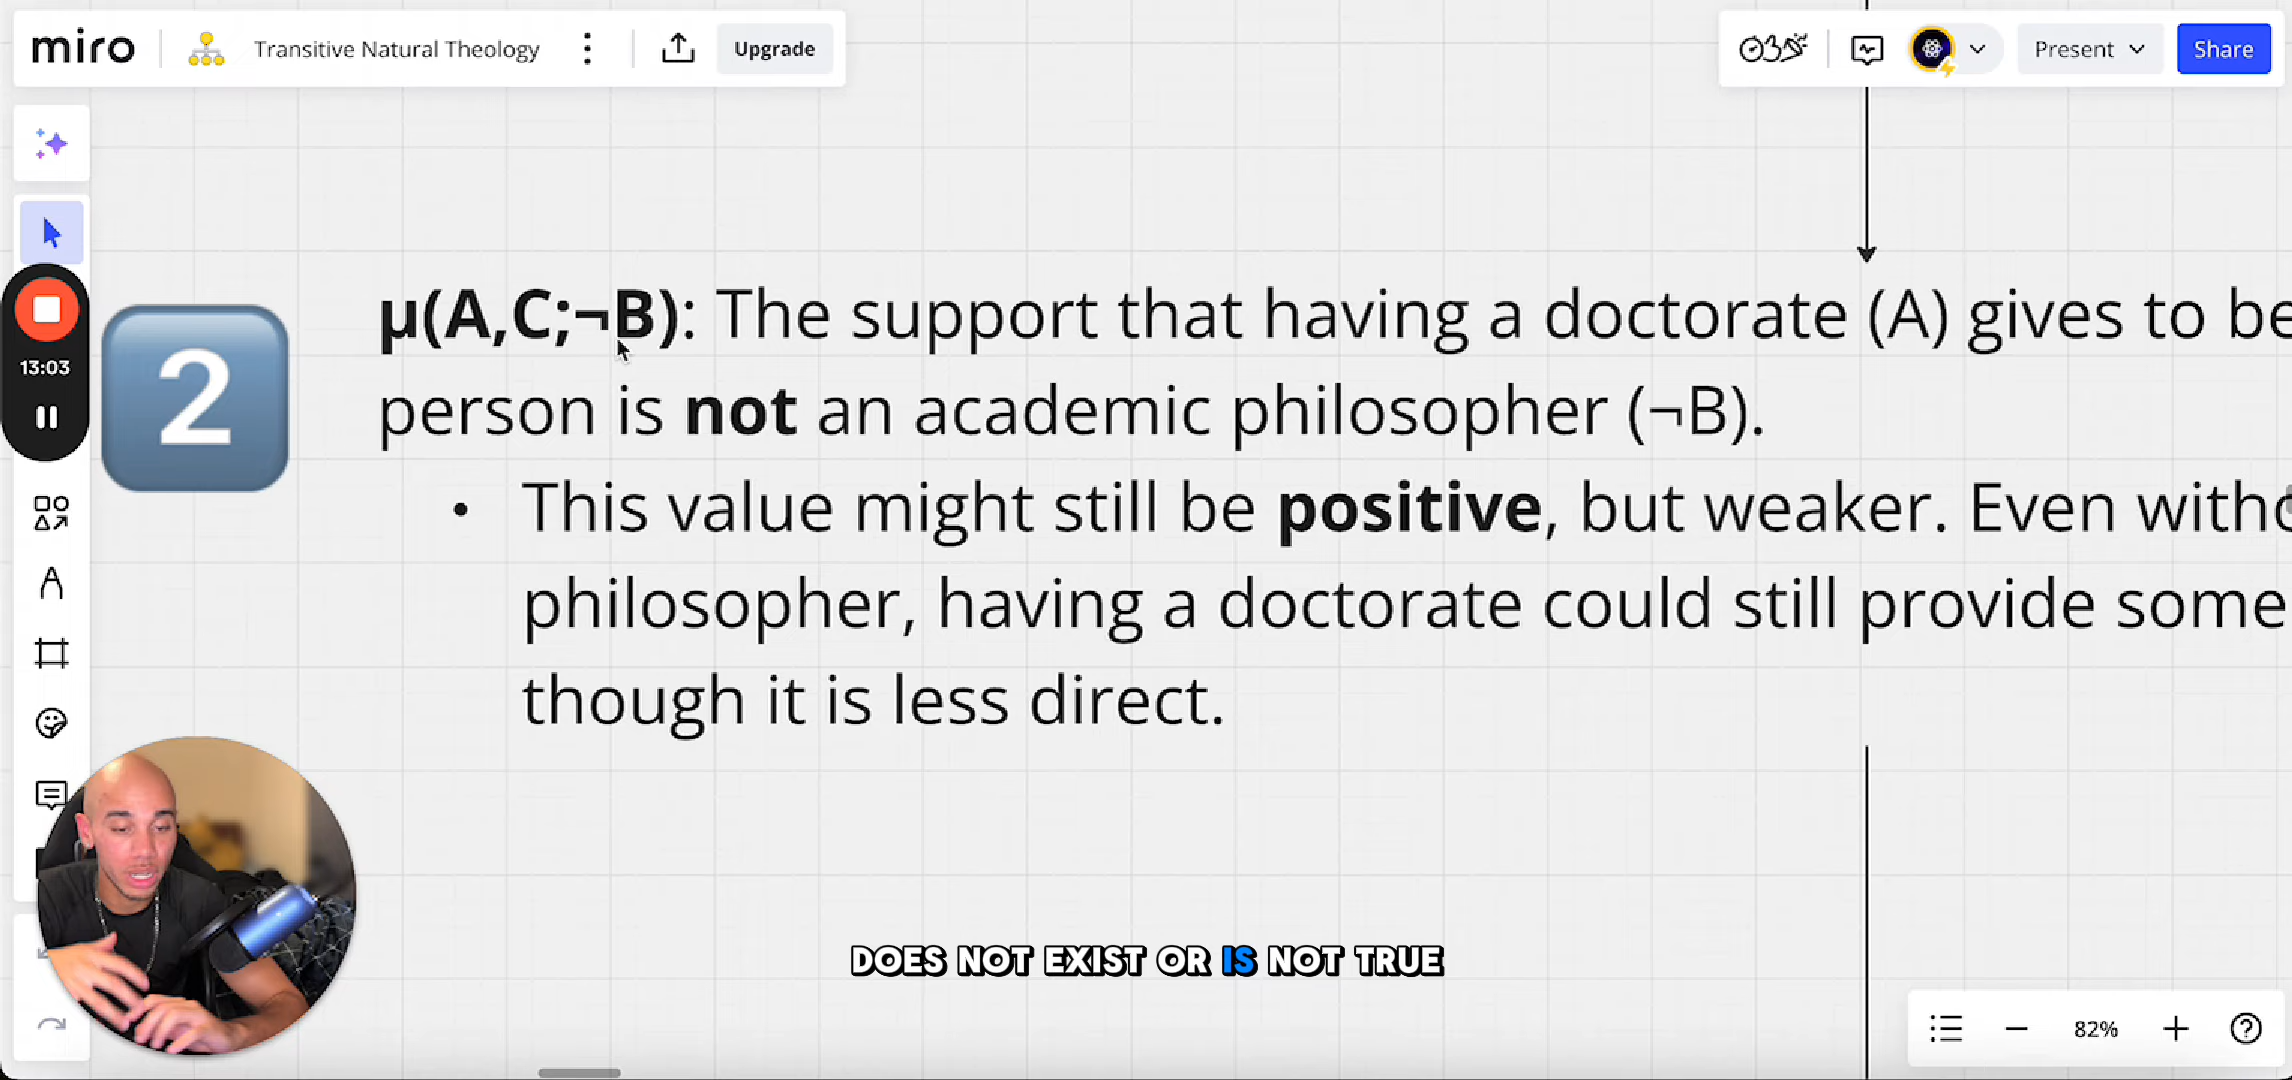 miro
Transitive Natural Theology
Upgrade
Present
Share
13:03
2
μ(A,C;¬B): The support that having a doctorate (A) gives to be
person is not an academic philosopher (¬B).
• This value might still be positive, but weaker. Even witho
philosopher, having a doctorate could still provide some
though it is less direct.
DOES NOT EXIST OR IS NOT TRUE
82%